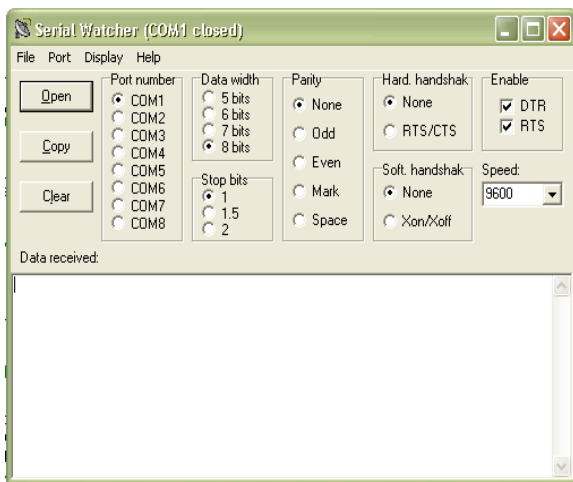 Serial Watcher (COM1 closed)
File Port Display Help
Open
Copy
Clear
Port number
COM1
COM2
COM3
COM4
COM5
COM6
COM7
COM8
Data width
5 bits
6 bits
7 bits
8 bits
Stop bits
1
1.5
2
Parity
None
Odd
Even
Mark
Space
Hard. handshak
None
RTS/CTS
Soft. handshak
None
Xon/Xoff
Enable
DTR
RTS
Speed:
9600
Data received: